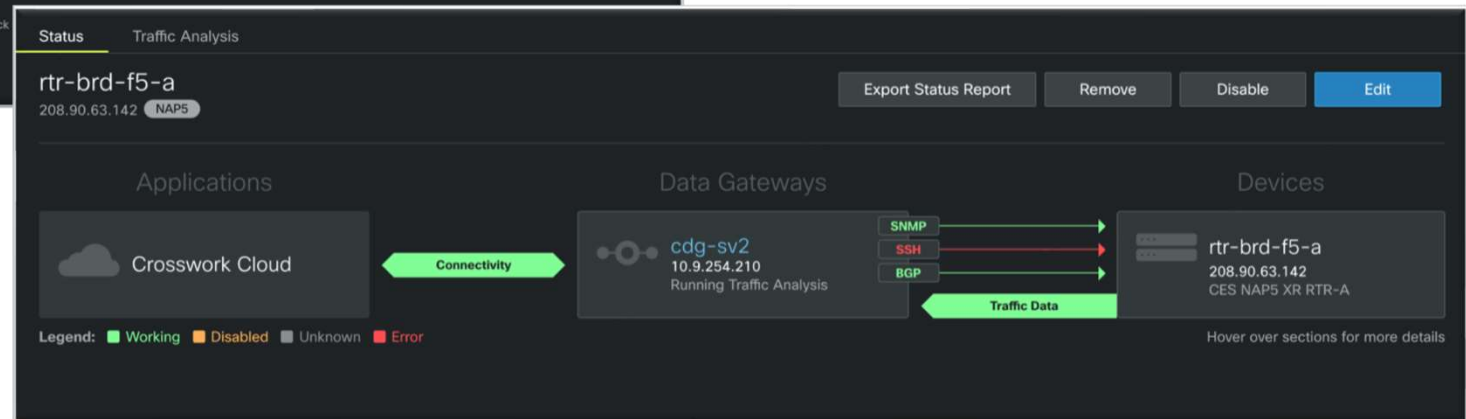 ck
Status Traffic Analysis
rtr-brd-f5-a
208.90.63.142 NAP5
Export Status Report Remove Disable Edit
Applications Data Gateways Devices
Crosswork Cloud
Connectivity
cdg-sv2
10.9.254.210
Running Traffic Analysis
SNMP
SSH
BGP
Traffic Data
rtr-brd-f5-a
208.90.63.142
CES NAP5 XR RTR-A
Legend: Working Disabled Unknown Error
Hover over sections for more details